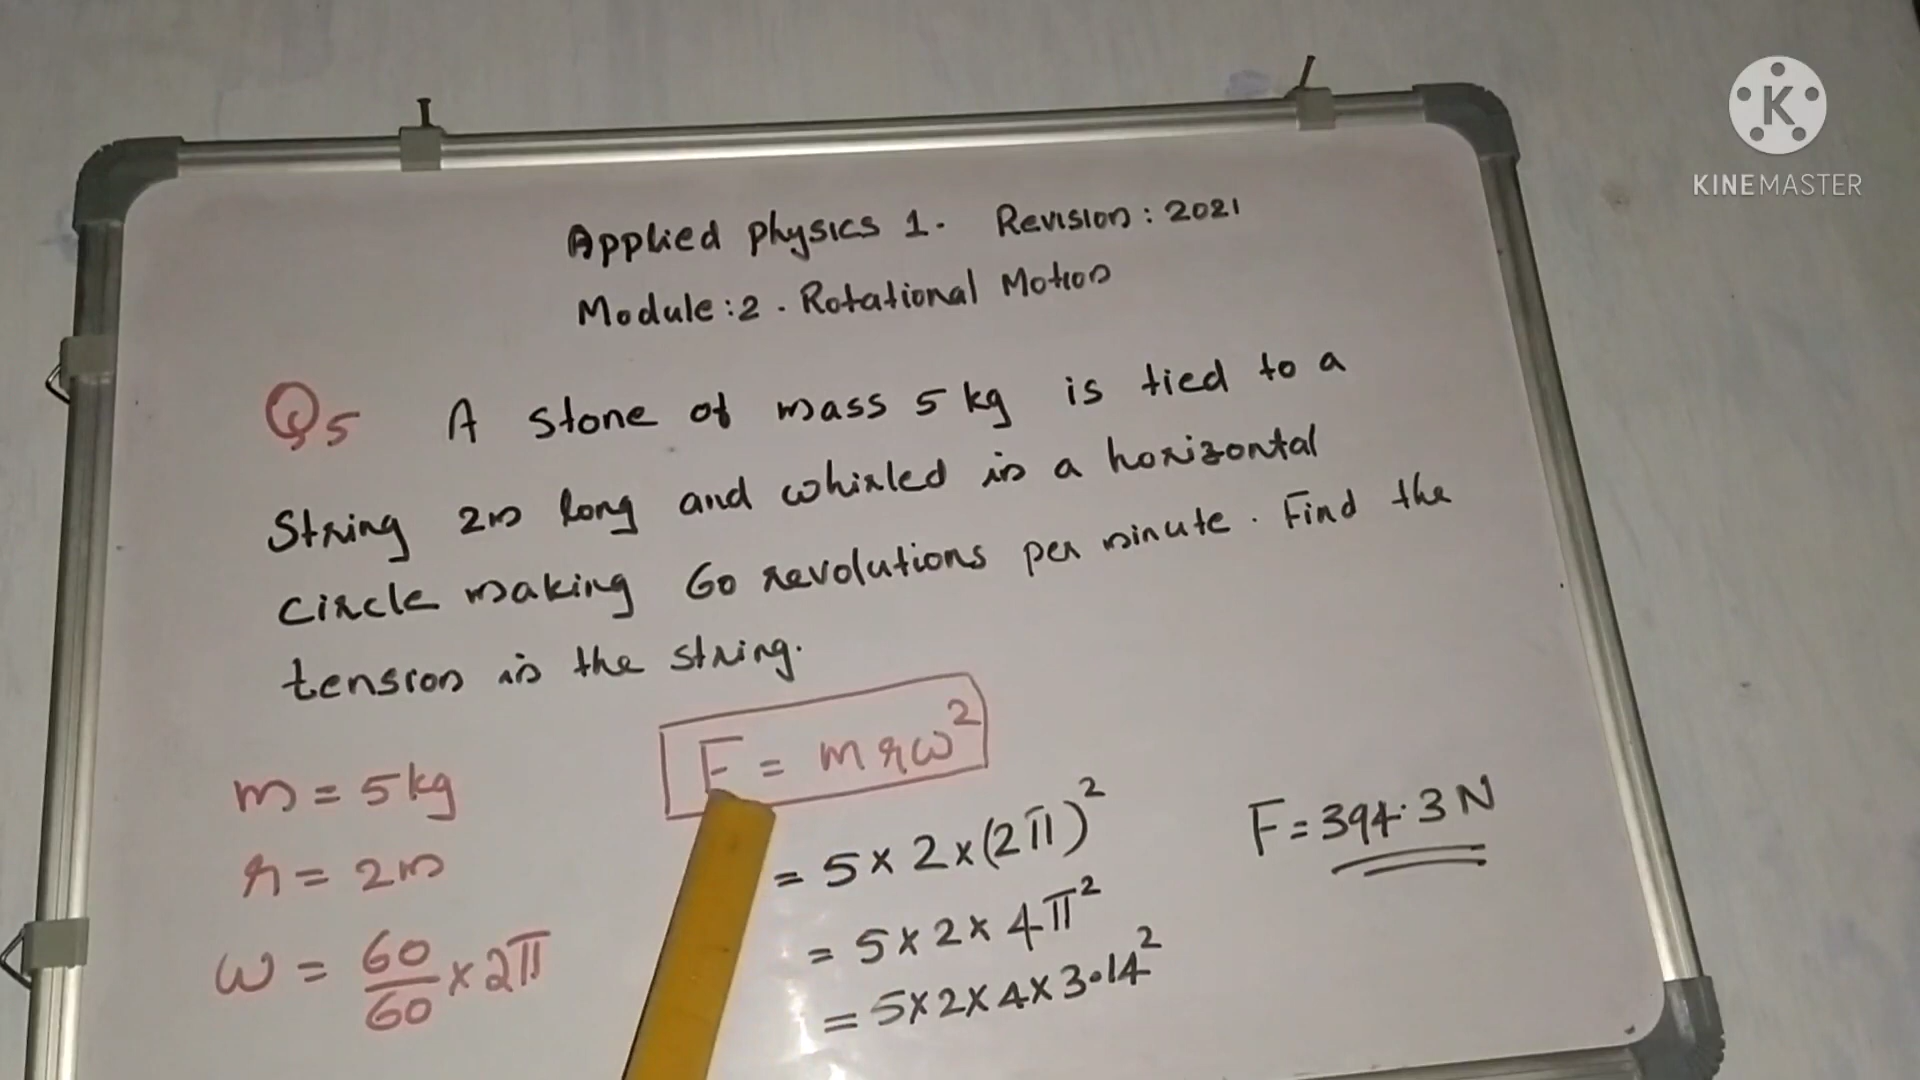 KINEMASTER
Applied physics 1. Revision: 2021
Module:2. Rotational Motion
Q5 A stone of mass 5 kg is tied to a
string 2m long and whirled in a horizontal
circle making 60 revolutions per minute. Find the
tension in the string.
F = mrω²
m = 5kg
= 5×2×(2π)²
F = 394.3 N
r = 2m
= 5×2×4π²
ω = 60/60 × 2π
= 5×2×4×3.14²